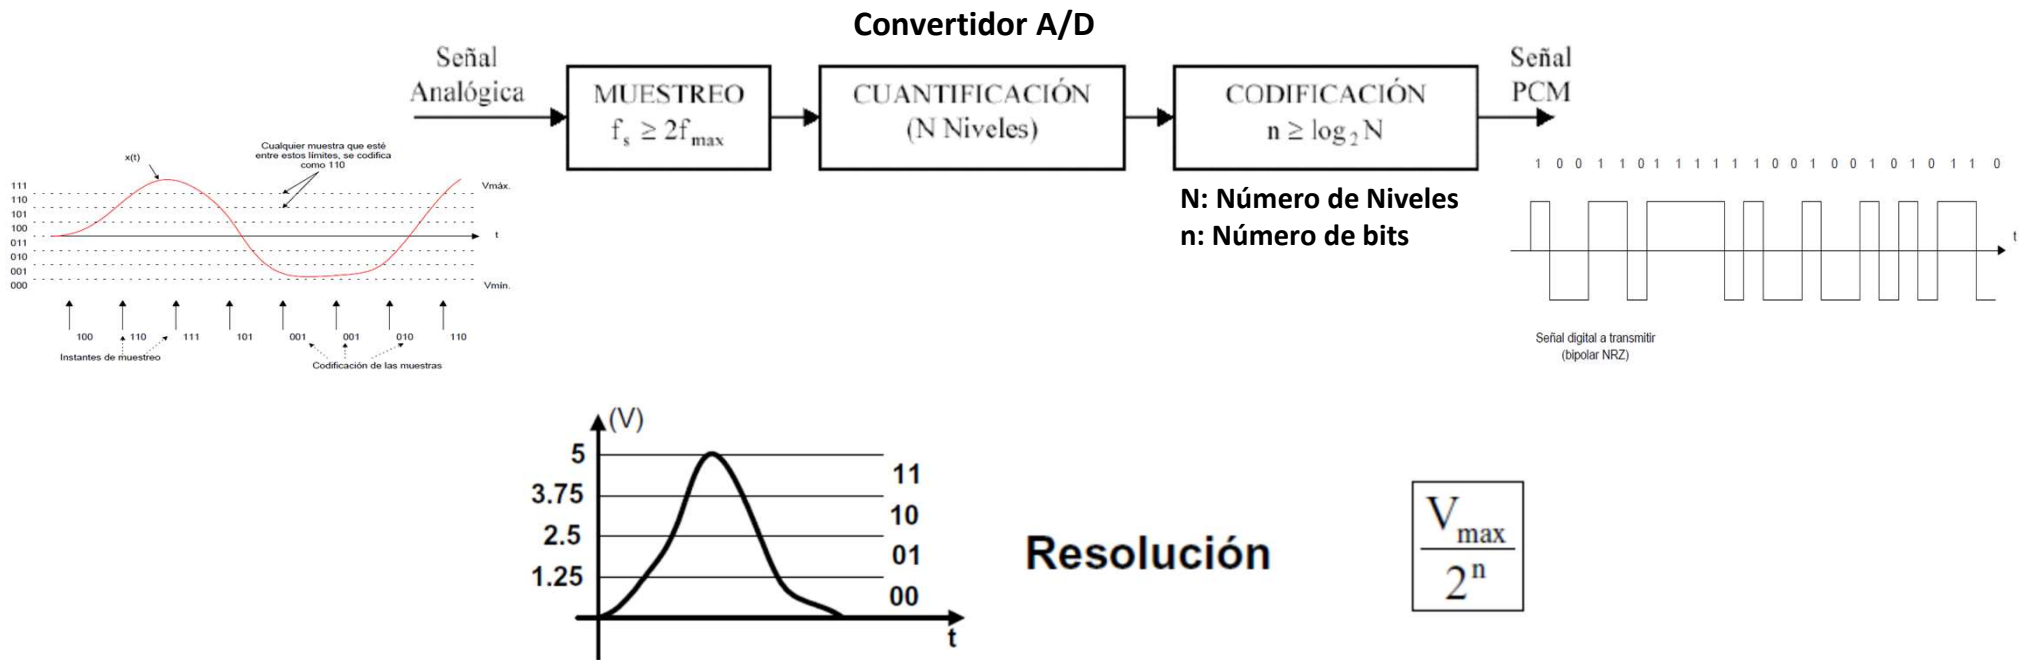 Convertidor A/D
Señal
Analógica
MUESTREO
f_s ≥ 2f_max
CUANTIFICACIÓN
(N Niveles)
CODIFICACIÓN
n ≥ log_2 N
Señal
PCM
N: Número de Niveles
n: Número de bits
Cualquier muestra que esté
entre estos límites, se codifica
como 110
x(t)
111
110
101
100
011
010
001
000
Vmáx.
t
Vmín.
100 110 111 101 001 001 010 110
Instantes de muestreo
Codificación de las muestras
1 0 0 1 1 0 1 1 1 1 1 1 0 0 1 0 0 1 0 1 0 1 1 0
t
Señal digital a transmitir
(bipolar NRZ)
(V)
5
3.75
2.5
1.25
11
10
01
00
t
Resolución
V_max
2^n